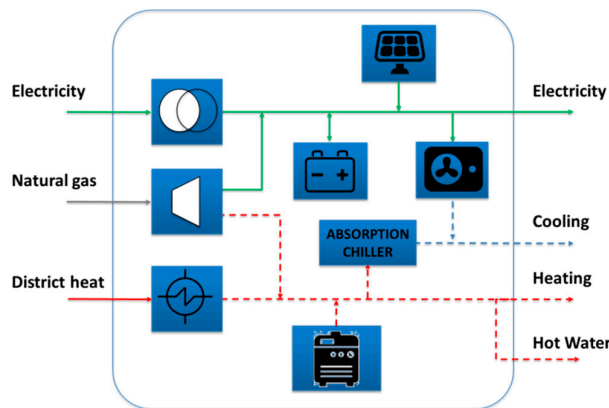 Electricity
Electricity
Natural gas
ABSORPTION
CHILLER
Cooling
District heat
Heating
Hot Water